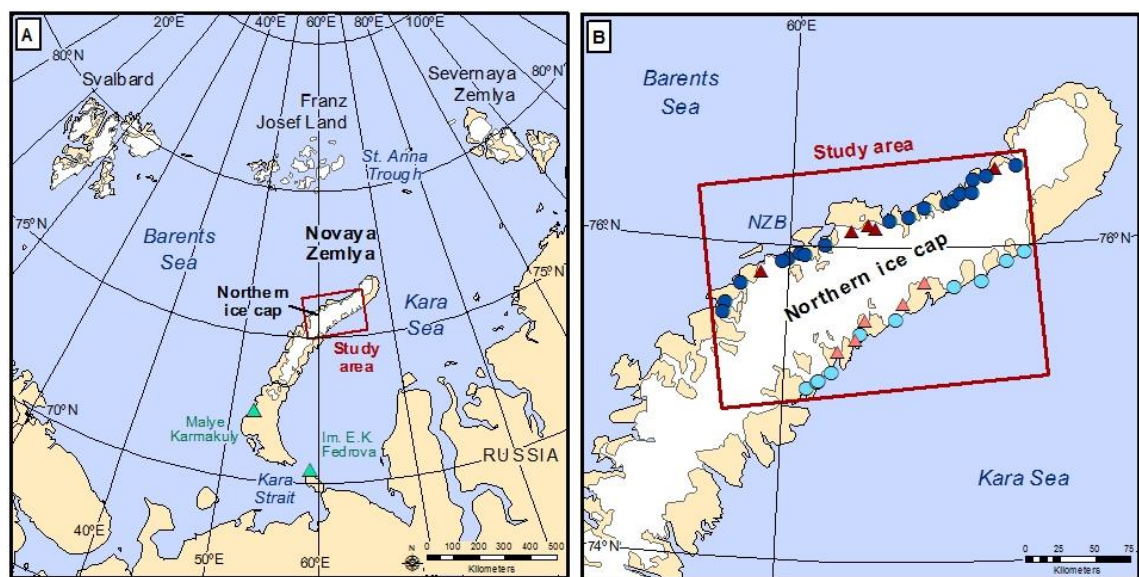 A
20°E
40°E
60°E
80°E
100°E
80°N
Svalbard
Severnaya
Zemlya
80°N
Franz
Josef Land
St. Anna
Trough
75°N
Barents
Sea
Novaya
Zemlya
75°N
Northern
ice cap
Kara
Sea
Study
area
70°N
Malye
Karmakuly
Im. E.K.
Fedrova
RUSSIA
Kara
Strait
40°E
50°E
60°E
N
0 100 200 300 400 500
Kilometers
B
60°E
Barents
Sea
Study area
76°N
NZB
76°N
Northern ice cap
Kara Sea
74°N
0 25 50 75
Kilometers